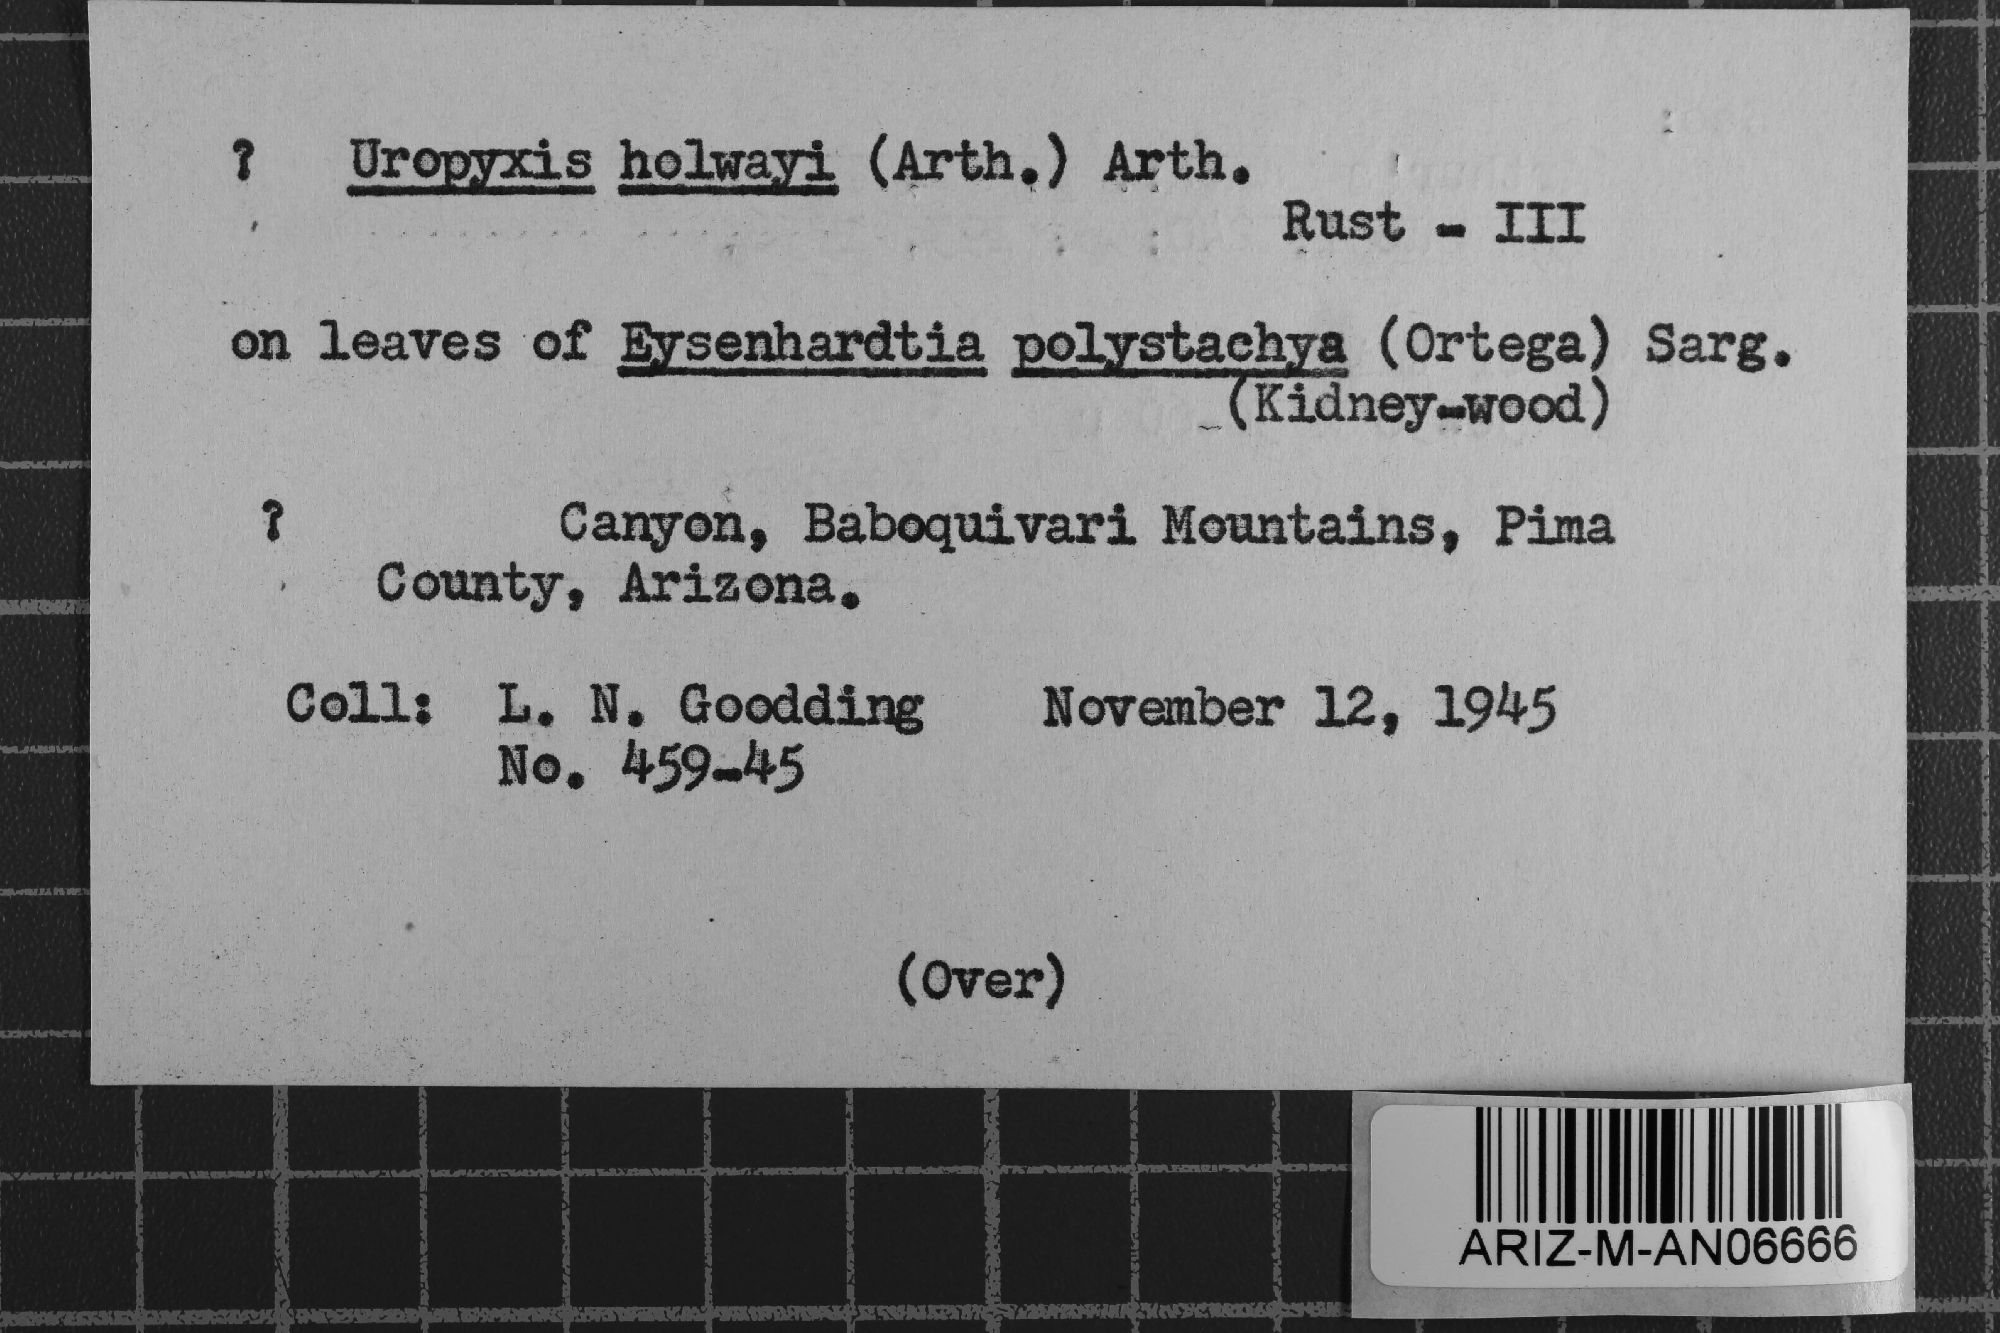 ? Uropyxis holwayi (Arth.) Arth.
Rust - III
on leaves of Eysenhardtia polystachya (Ortega) Sarg.
(Kidney-wood)
? Canyon, Baboquivari Mountains, Pima
County, Arizona.
Coll: L. N. Goodding November 12, 1945
No. 459-45
(Over)
ARIZ-M-AN06666